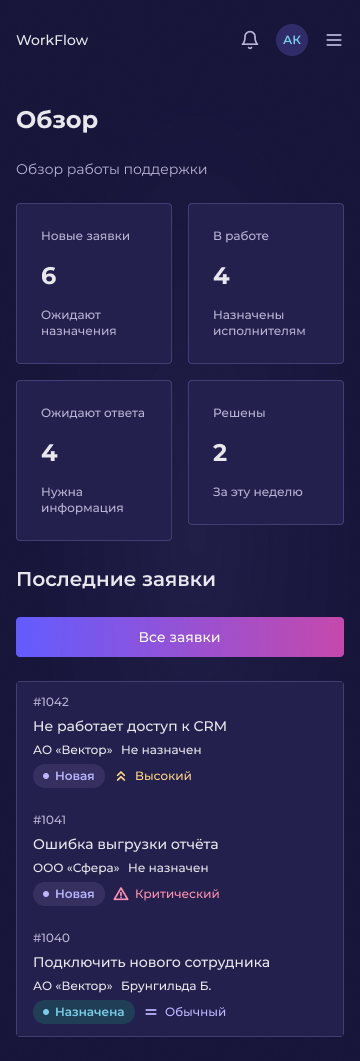 WorkFlow
АК
Обзор
Обзор работы поддержки
Новые заявки
6
Ожидают
назначения
В работе
4
Назначены
исполнителям
Ожидают ответа
4
Нужна
информация
Решены
2
За эту неделю
Последние заявки
Все заявки
#1042
Не работает доступ к CRM
АО «Вектор» Не назначен
Новая Высокий
#1041
Ошибка выгрузки отчёта
ООО «Сфера» Не назначен
Новая Критический
#1040
Подключить нового сотрудника
АО «Вектор» Брунгильда Б.
Назначена Обычный